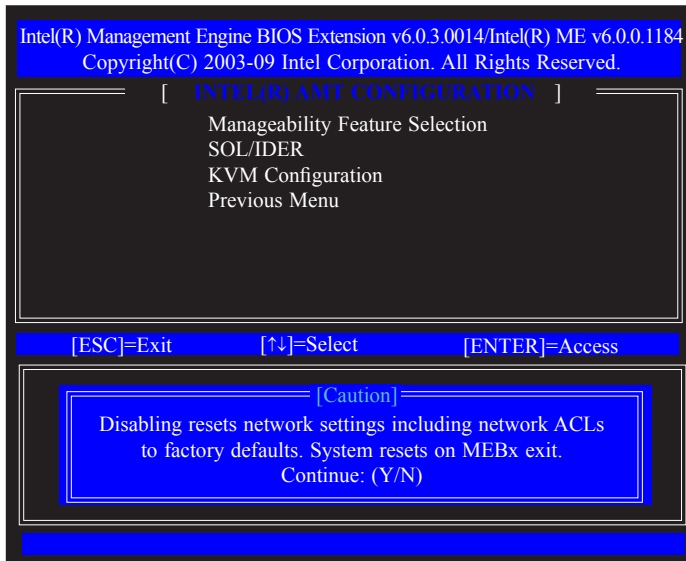 Intel(R) Management Engine BIOS Extension v6.0.3.0014/Intel(R) ME v6.0.0.1184
Copyright(C) 2003-09 Intel Corporation. All Rights Reserved.
[ INTEL(R) AMT CONFIGURATION ]
Manageability Feature Selection
SOL/IDER
KVM Configuration
Previous Menu
[ESC]=Exit [↑↓]=Select [ENTER]=Access
[Caution]
Disabling resets network settings including network ACLs
to factory defaults. System resets on MEBx exit.
Continue: (Y/N)